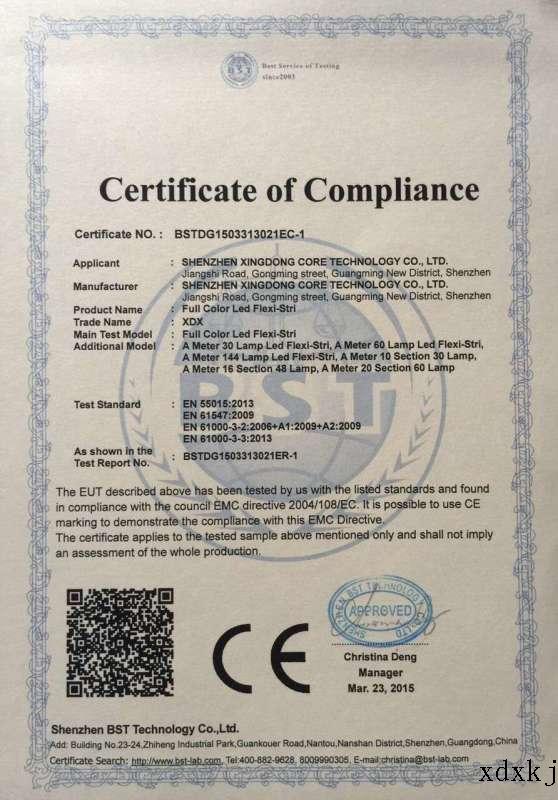 BST
Best Service of Testing
since2003
Certificate of Compliance
Certificate NO. : BSTDG1503313021EC-1
Applicant : SHENZHEN XINGDONG CORE TECHNOLOGY CO., LTD.
Jiangshi Road, Gongming street, Guangming New District, Shenzhen
Manufacturer : SHENZHEN XINGDONG CORE TECHNOLOGY CO., LTD.
Jiangshi Road, Gongming street, Guangming New District, Shenzhen
Product Name : Full Color Led Flexi-Stri
Trade Name : XDX
Main Test Model : Full Color Led Flexi-Stri
Additional Model : A Meter 30 Lamp Led Flexi-Stri, A Meter 60 Lamp Led Flexi-Stri,
A Meter 144 Lamp Led Flexi-Stri, A Meter 10 Section 30 Lamp,
A Meter 16 Section 48 Lamp, A Meter 20 Section 60 Lamp
BST
Test Standard : EN 55015:2013
EN 61547:2009
EN 61000-3-2:2006+A1:2009+A2:2009
EN 61000-3-3:2013
As shown in the
Test Report No. : BSTDG1503313021ER-1
The EUT described above has been tested by us with the listed standards and found
in compliance with the council EMC directive 2004/108/EC. It is possible to use CE
marking to demonstrate the compliance with this EMC Directive.
The certificate applies to the tested sample above mentioned only and shall not imply
an assessment of the whole production.
CE
SHENZHEN BST TECHNOLOGY CO.,LTD
APPROVED
Christina Deng
Manager
Mar. 23, 2015
Shenzhen BST Technology Co.,Ltd.
Add: Building No.23-24,Zhiheng Industrial Park,Guankouer Road,Nantou,Nanshan District,Shenzhen,Guangdong,China
Certificate Search: http://www.bst-lab.com, Tel:400-882-9628, 8009990305, E-mail:christina@bst-lab.com
xdxkj